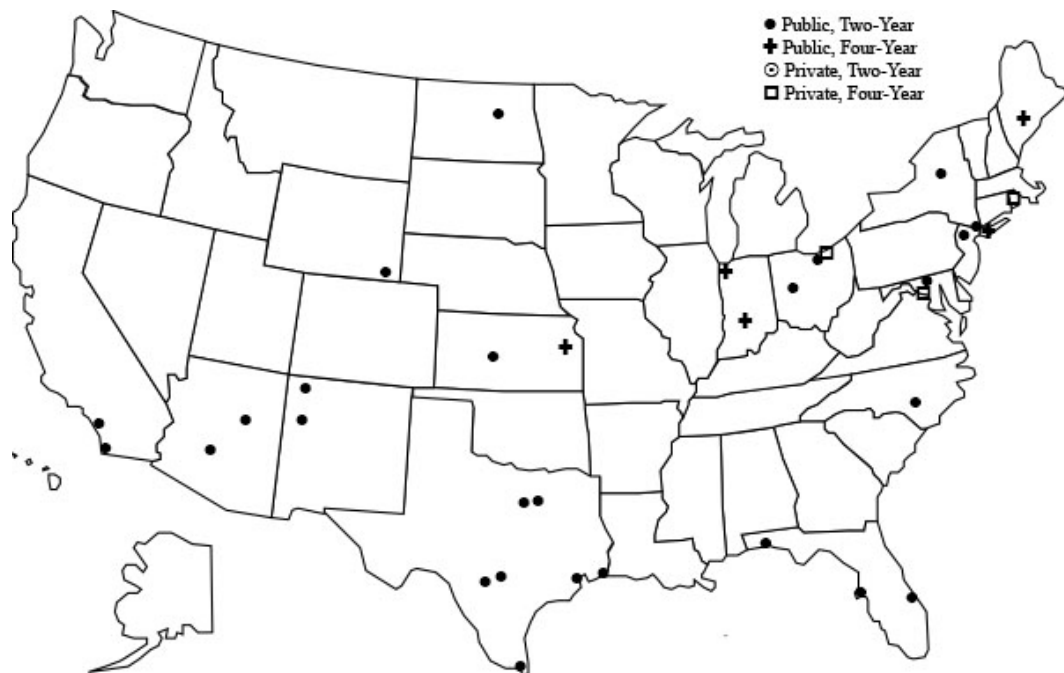 Public, Two-Year
Public, Four-Year
Private, Two-Year
Private, Four-Year